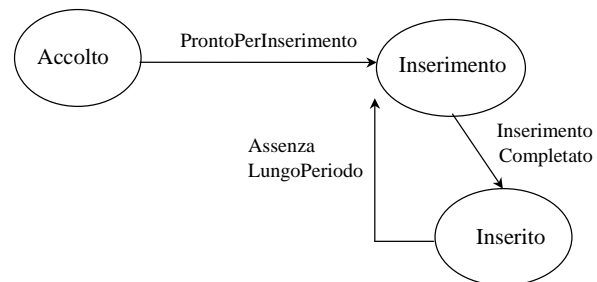 ProntoPerInserimento
Accolto
Inserimento
Inserimento
Completato
Assenza
LungoPeriodo
Inserito